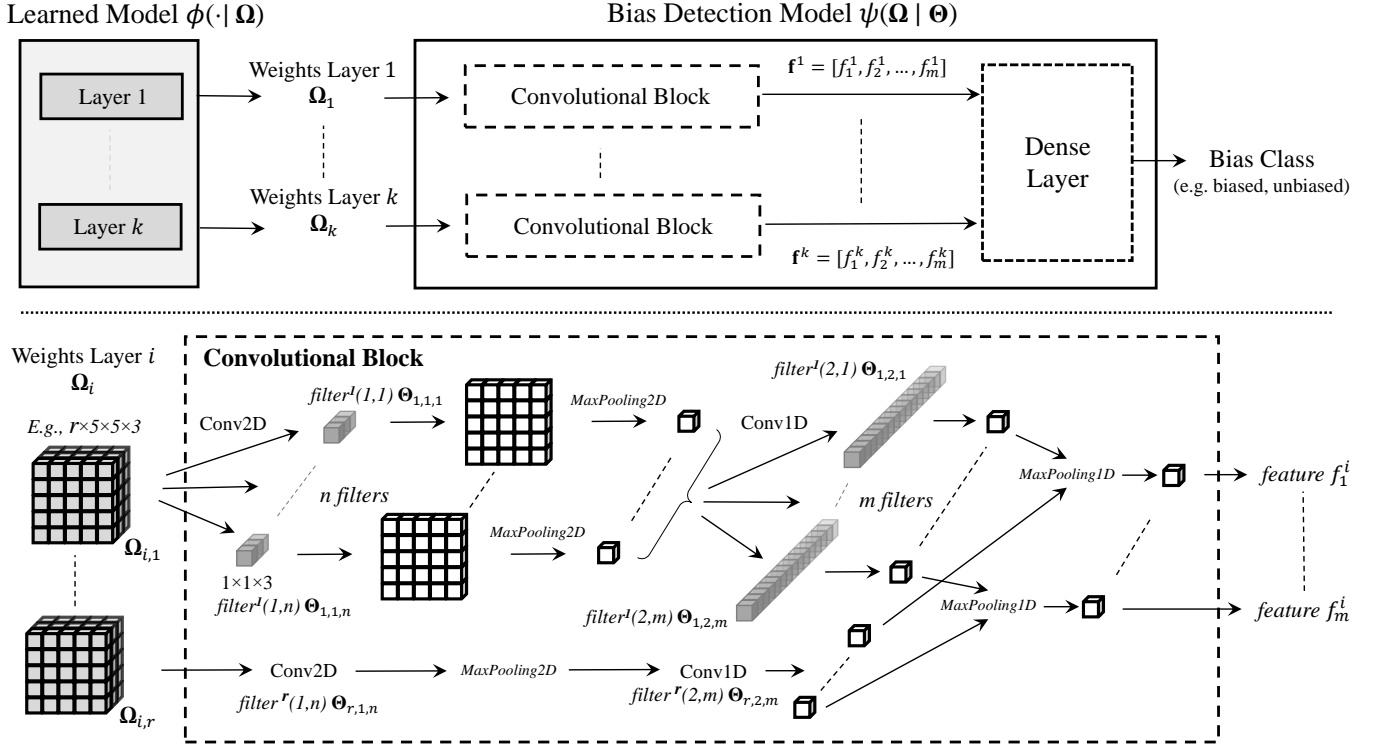 Learned Model ϕ(·| Ω)
Bias Detection Model ψ(Ω | Θ)
Layer 1
Weights Layer 1
Ω₁
Convolutional Block
f¹ = [f₁¹, f₂¹, ..., fₘ¹]
Dense
Layer
Bias Class
(e.g. biased, unbiased)
Layer k
Weights Layer k
Ωₖ
Convolutional Block
fᵏ = [f₁ᵏ, f₂ᵏ, ..., fₘᵏ]
Weights Layer i
Ωᵢ
E.g., r×5×5×3
Ωᵢ,₁
Ωᵢ,ᵣ
Convolutional Block
Conv2D
filter¹(1,1) Θ₁,₁,₁
MaxPooling2D
n filters
MaxPooling2D
1×1×3
filter¹(1,n) Θ₁,₁,ₙ
Conv1D
filter¹(2,1) Θ₁,₂,₁
m filters
filter¹(2,m) Θ₁,₂,ₘ
MaxPooling1D
MaxPooling1D
feature f₁ⁱ
feature fₘⁱ
Conv2D
filter ʳ(1,n) Θᵣ,₁,ₙ
MaxPooling2D
Conv1D
filter ʳ(2,m) Θᵣ,₂,ₘ